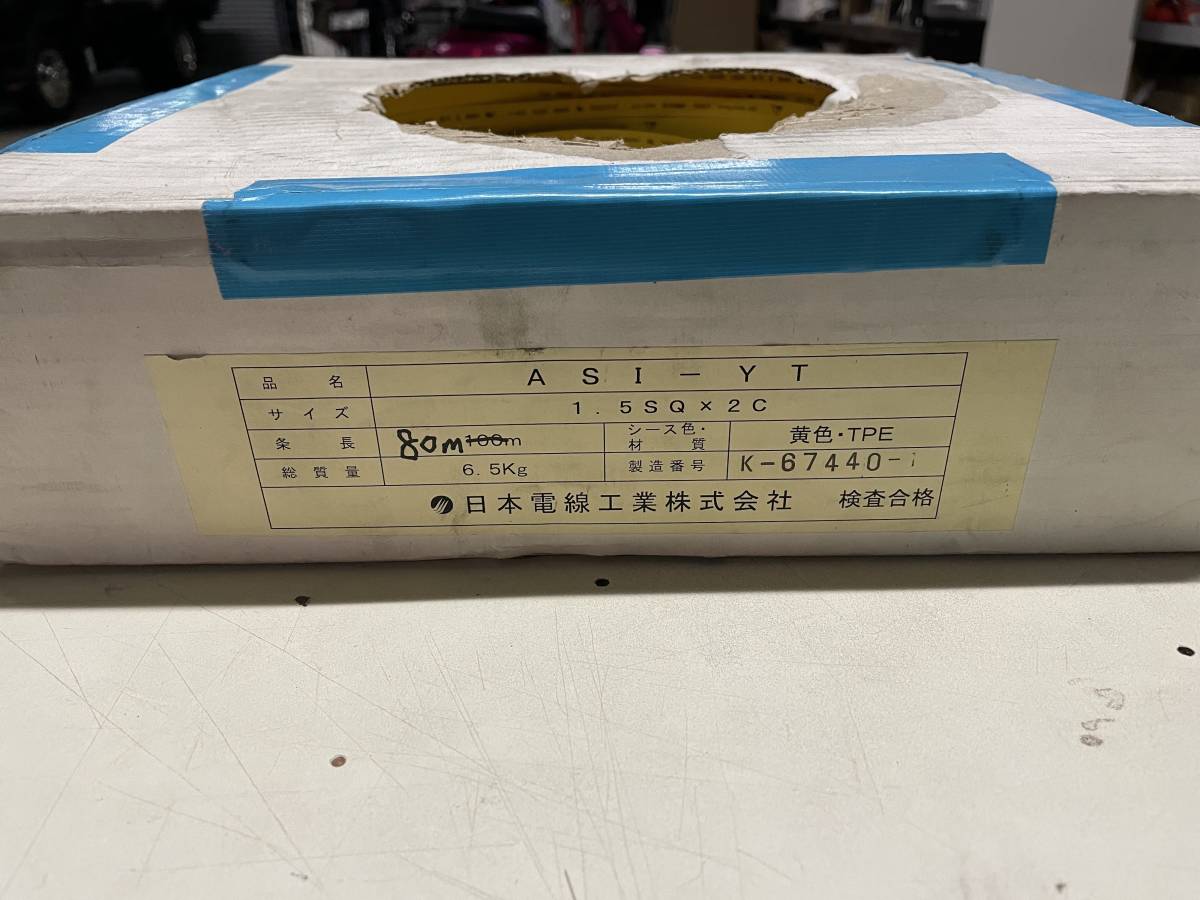 品名 ASI-YT
サイズ 1.5SQ×2C
条長 80m 100m シース色・材質 黄色・TPE
総質量 6.5Kg 製造番号 K-67440-1
日本電線工業株式会社 検査合格